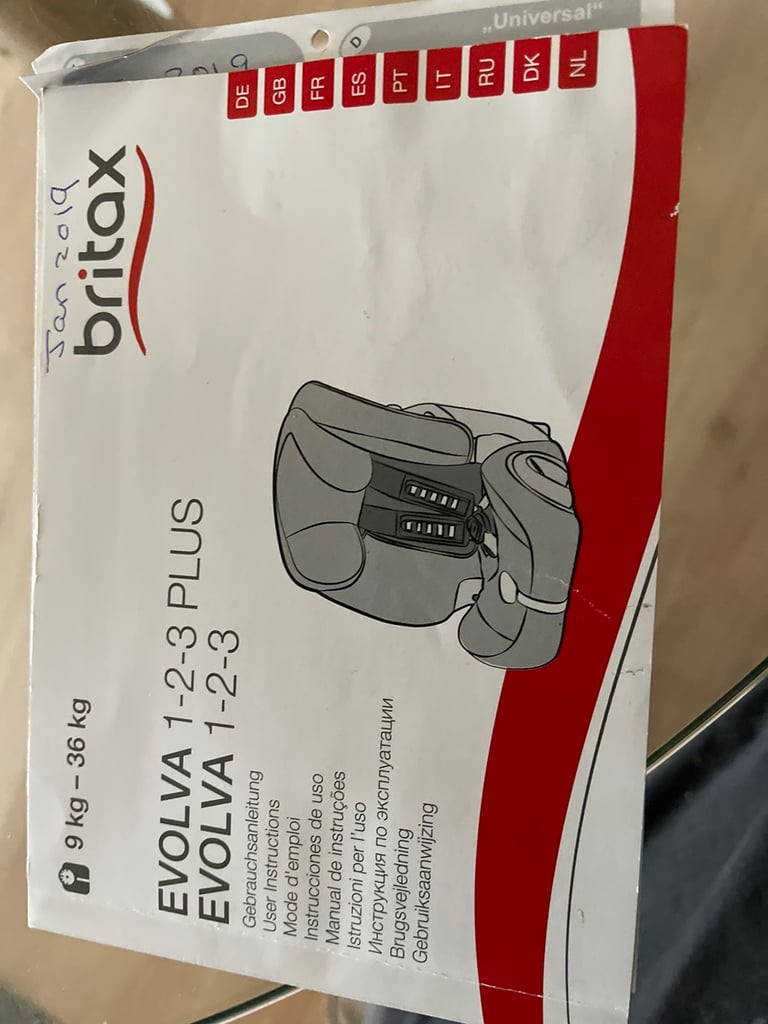 „Universal“
2019
D
DE
GB
FR
ES
PT
IT
RU
DK
NL
Jan 2019
britax
9 kg – 36 kg
EVOLVA 1-2-3 PLUS
EVOLVA 1-2-3
Gebrauchsanleitung
User Instructions
Mode d'emploi
Instrucciones de uso
Manual de instruções
Istruzioni per l'uso
Инструкция по эксплуатации
Brugsvejledning
Gebruiksaanwijzing